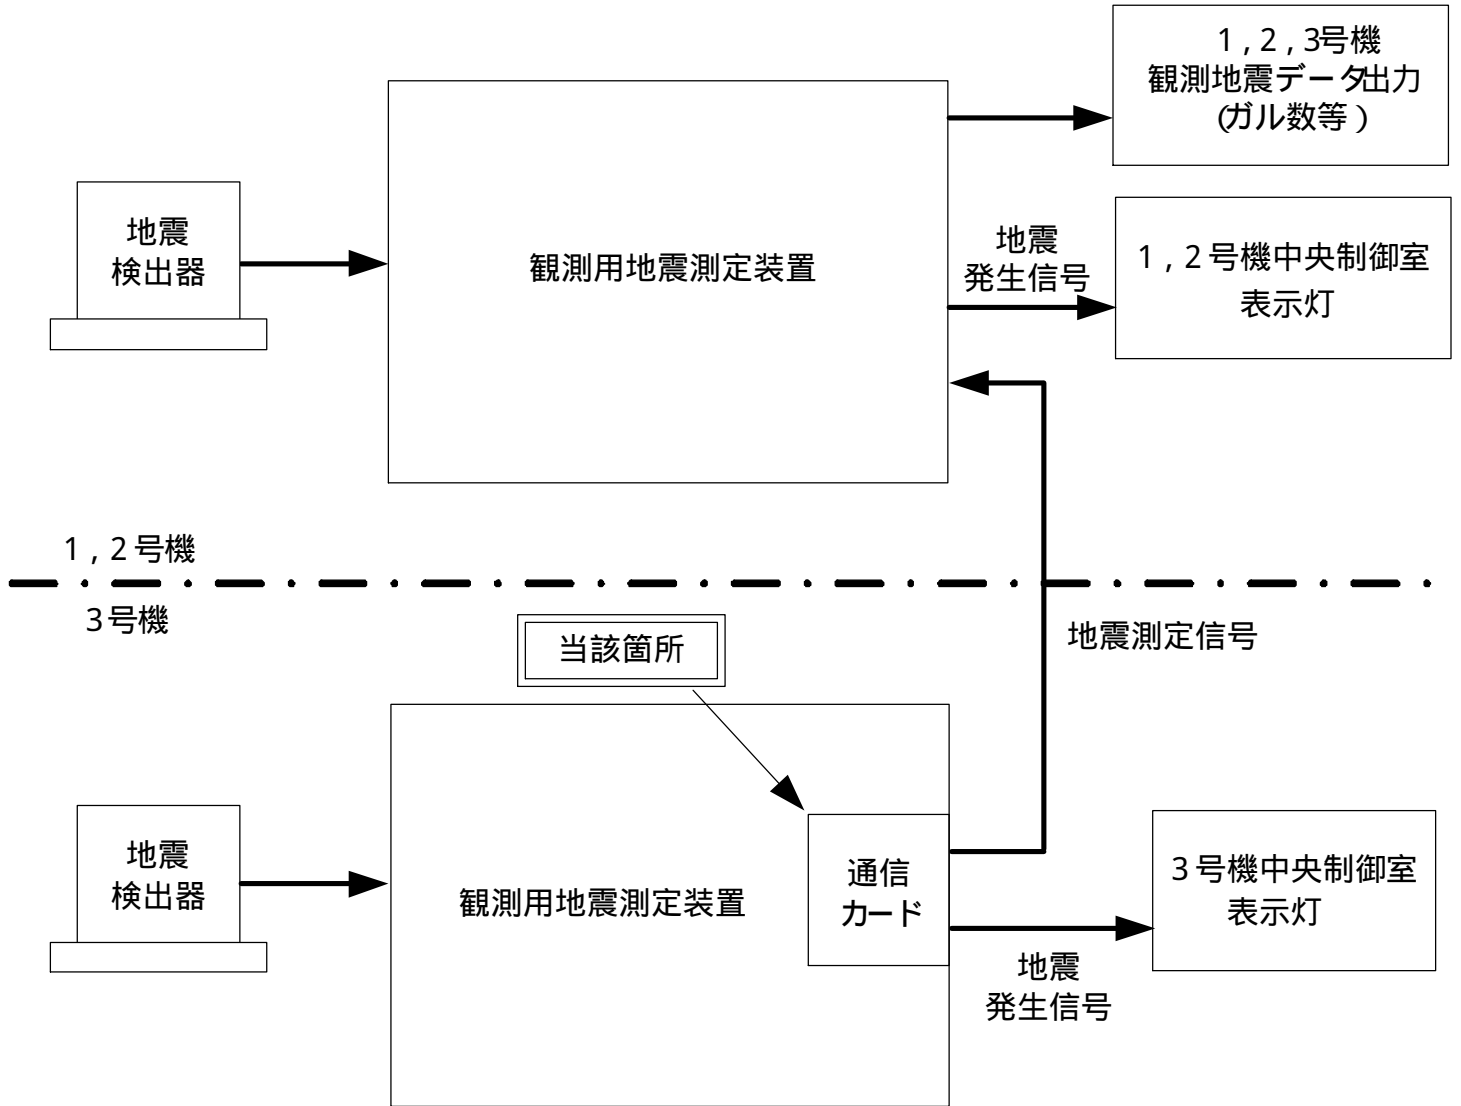 1,2,3号機
観測地震データ出力
(ガル数等)
地震
検出器
観測用地震測定装置
地震
発生信号
1,2号機中央制御室
表示灯
1,2号機
3号機
当該箇所
地震測定信号
地震
検出器
観測用地震測定装置
通信
カード
3号機中央制御室
表示灯
地震
発生信号